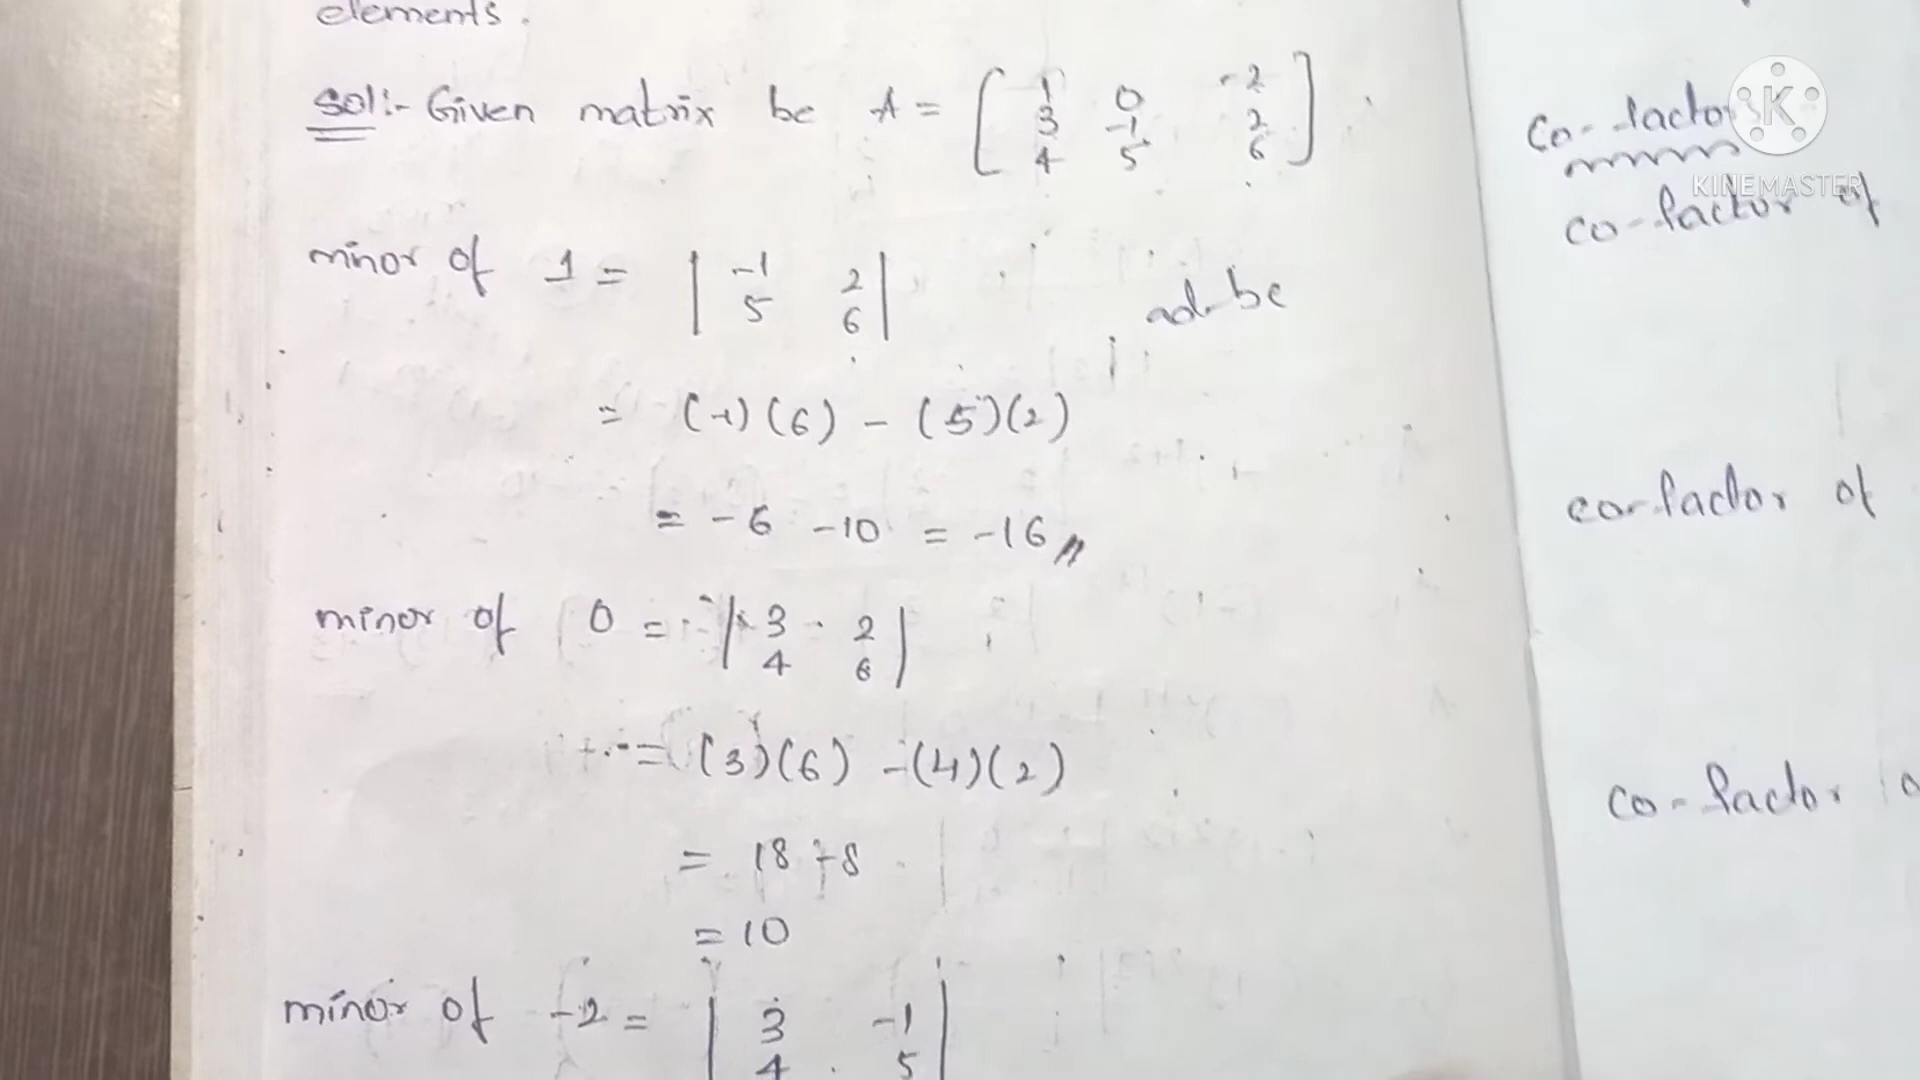 elements.
Sol:- Given matrix be A = [ 1 0 -2
3 -1 2
4 5 6 ]
minor of 1 = | -1 2
5 6 |
ad-bc
= (-1)(6) - (5)(2)
= -6 -10 = -16
minor of 0 = | 3 2
4 6 |
= (3)(6) - (4)(2)
= 18 - 8
= 10
minor of -2 = | 3 -1
4 5 |
Co-factors
co-factor of
co-factor of
co-factor
KINEMASTER